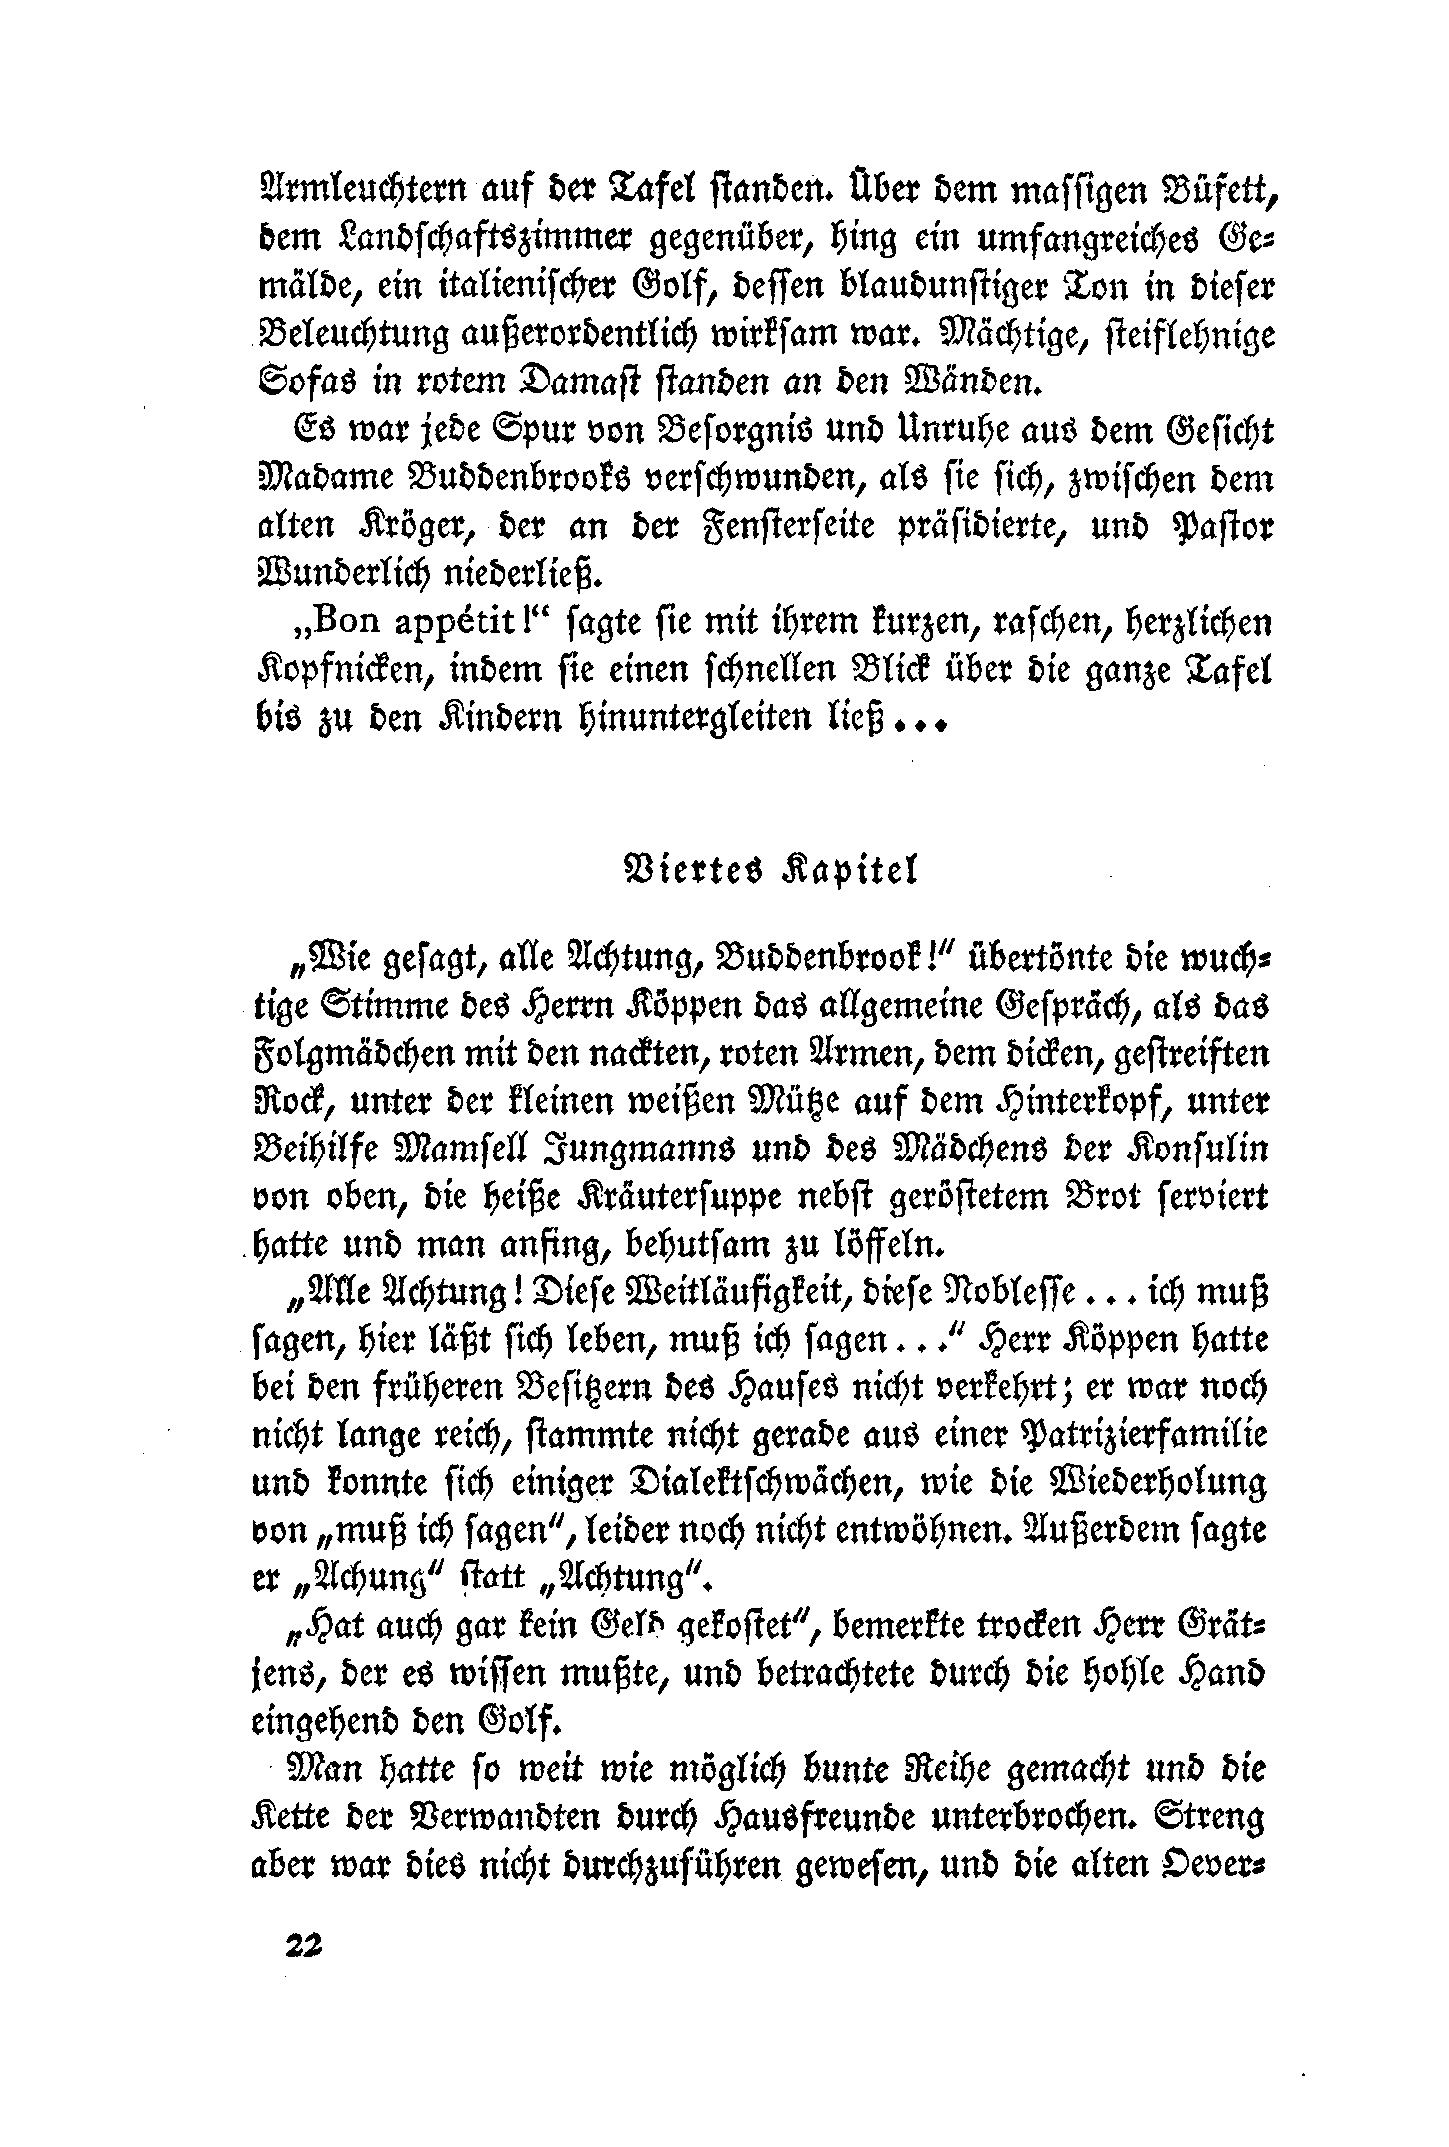 Armleuchtern auf der Tafel standen. Über dem massigen Büfett,
dem Landschaftszimmer gegenüber, hing ein umfangreiches Ge-
mälde, ein italienischer Golf, dessen blaudunstiger Ton in dieser
Beleuchtung außerordentlich wirksam war. Mächtige, steiflehnige
Sofas in rotem Damast standen an den Wänden.
Es war jede Spur von Besorgnis und Unruhe aus dem Gesicht
Madame Buddenbrooks verschwunden, als sie sich, zwischen dem
alten Kröger, der an der Fensterseite präsidierte, und Pastor
Wunderlich niederließ.
„Bon appétit!“ sagte sie mit ihrem kurzen, raschen, herzlichen
Kopfnicken, indem sie einen schnellen Blick über die ganze Tafel
bis zu den Kindern hinuntergleiten ließ...
Viertes Kapitel
„Wie gesagt, alle Achtung, Buddenbrook!“ übertönte die wuch-
tige Stimme des Herrn Köppen das allgemeine Gespräch, als das
Folgmädchen mit den nackten, roten Armen, dem dicken, gestreiften
Rock, unter der kleinen weißen Mütze auf dem Hinterkopf, unter
Beihilfe Mamsell Jungmanns und des Mädchens der Konsulin
von oben, die heiße Kräutersuppe nebst geröstetem Brot serviert
hatte und man anfing, behutsam zu löffeln.
„Alle Achtung! Diese Weitläufigkeit, diese Noblesse... ich muß
sagen, hier läßt sich leben, muß ich sagen...“ Herr Köppen hatte
bei den früheren Besitzern des Hauses nicht verkehrt; er war noch
nicht lange reich, stammte nicht gerade aus einer Patrizierfamilie
und konnte sich einiger Dialektschwächen, wie die Wiederholung
von „muß ich sagen“, leider noch nicht entwöhnen. Außerdem sagte
er „Achung“ statt „Achtung“.
„Hat auch gar kein Geld gekostet“, bemerkte trocken Herr Grät-
jens, der es wissen mußte, und betrachtete durch die hohle Hand
eingehend den Golf.
Man hatte so weit wie möglich bunte Reihe gemacht und die
Kette der Verwandten durch Hausfreunde unterbrochen. Streng
aber war dies nicht durchzuführen gewesen, und die alten Oever-
22